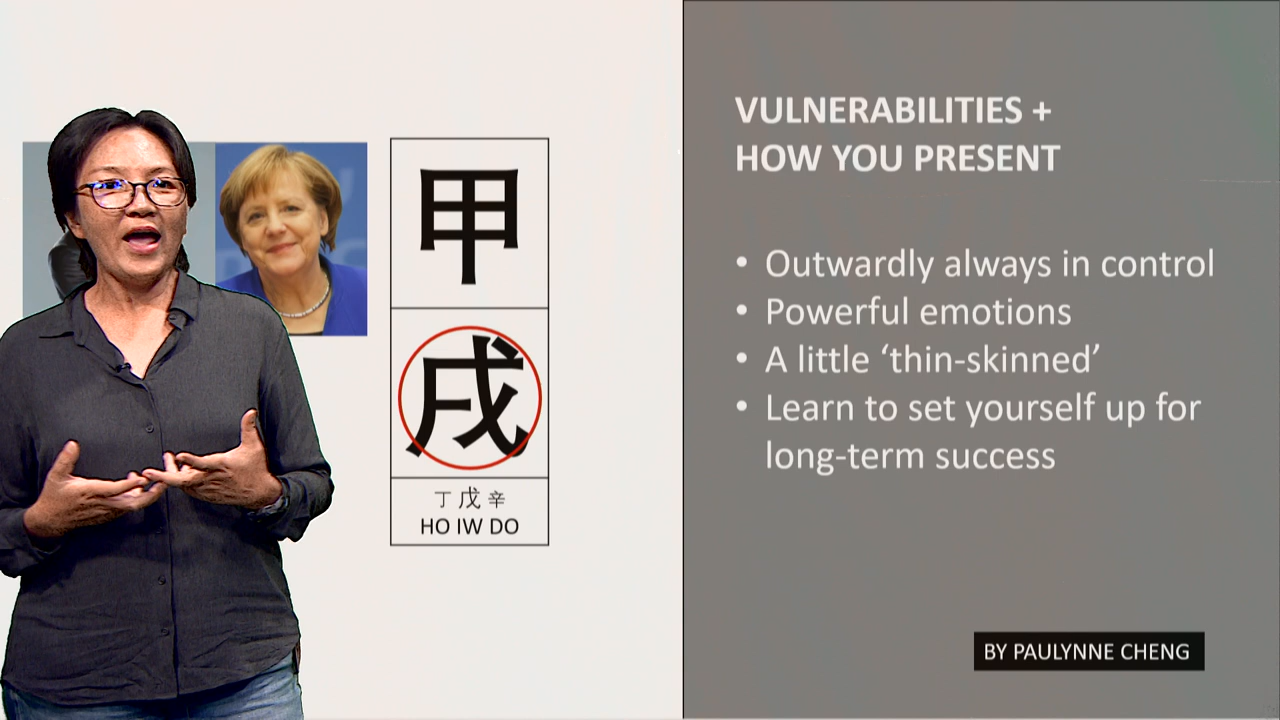 甲
戌
丁 戊 辛
HO IW DO
VULNERABILITIES +
HOW YOU PRESENT
• Outwardly always in control
• Powerful emotions
• A little ‘thin-skinned’
• Learn to set yourself up for
long-term success
BY PAULYNNE CHENG